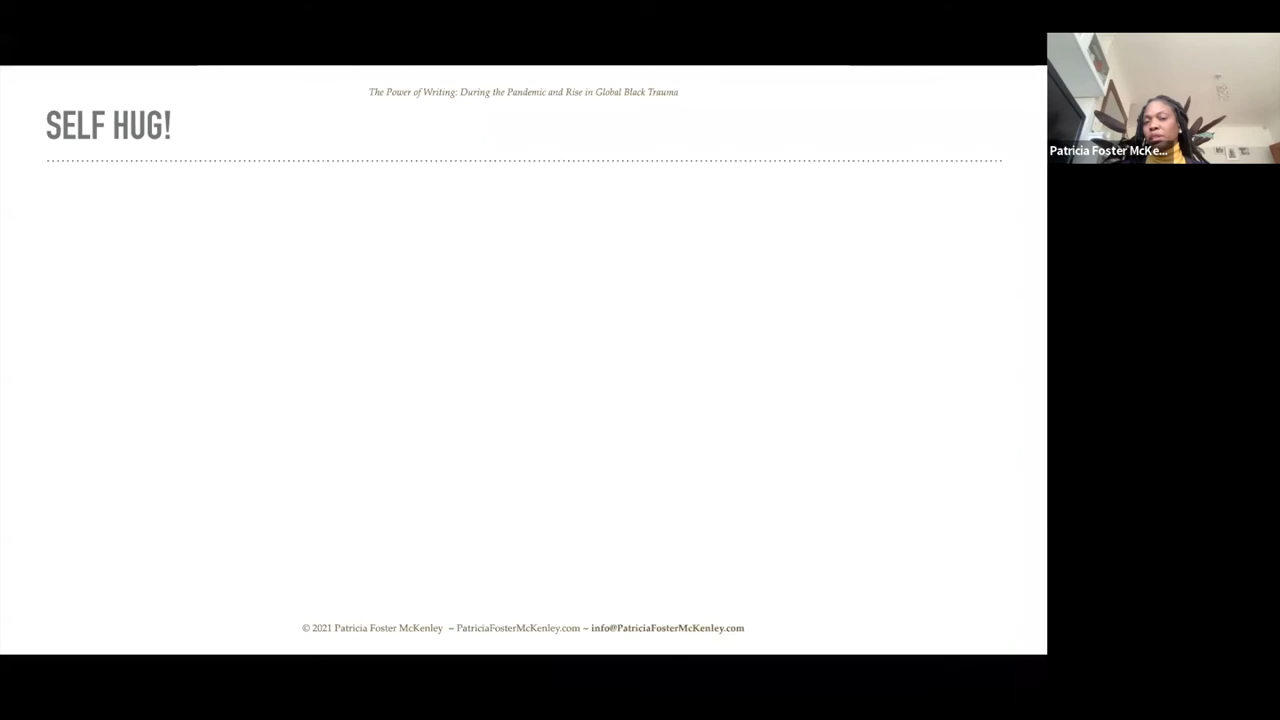 The Power of Writing: During the Pandemic and Rise in Global Black Trauma
SELF HUG!
Patricia Foster McKe...
© 2021 Patricia Foster McKenley ~ PatriciaFosterMcKenley.com ~ info@PatriciaFosterMcKenley.com